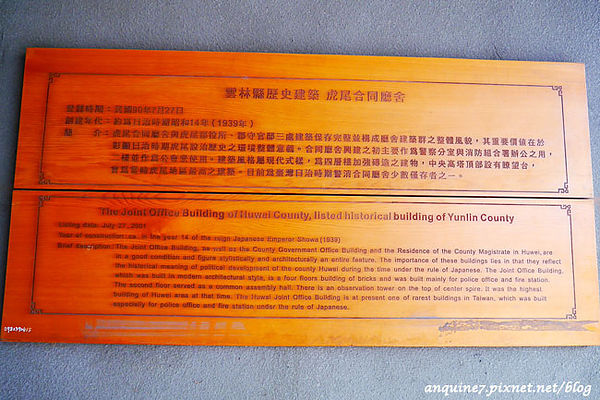 雲林縣歷史建築 虎尾合同廳舍
登錄時期：民國90年7月27日
創建年代：約為日治時期昭和14年（1939年）
簡　介：虎尾合同廳舍與虎尾郡役所、郡守官邸三處建築保存完整並構成廳舍建築群之整體風貌，其重要價值在於
影顯日治時期虎尾政治歷史之環境整體意義。合同廳舍興建之初主要作為警察分室與消防組合署辦公之用，
樓並作為公會堂使用。建築風格屬現代式樣，為四層樓加強磚造之建物，中央高塔頂部設有瞭望台，
實為當時虎尾地區最高之建築。目前為臺灣日治時期警消合同廳舍少數僅存者之一。
The Joint Office Building of Huwei County, listed historical building of Yunlin County
Listing date: July 27, 2001
Year of construction: ca. in the year 14 of the reign Japanese Emperor Showa (1939)
Brief description: The Joint Office Building, as well as the County Government Office Building and the Residence of the County Magistrate in Huwei, are
in a good condition and figure stylistically and architecturally an entire feature. The importance of these buildings lies in that they reflect
the historical meaning of political development of the county Huwei during the time under the rule of Japanese. The Joint Office Building,
which was built in modern architectural style, is a four floors building of bricks and was built mainly for police office and fire station.
The second floor served as a common assembly hall. There is an observation tower on the top of center spire. It was the highest
building of Huwei area at that time. The Huwai Joint Office Building is at present one of rarest buildings in Taiwan, which was built
especially for police office and fire station under the rule of Japanese.
anquine7.pixnet.net/blog